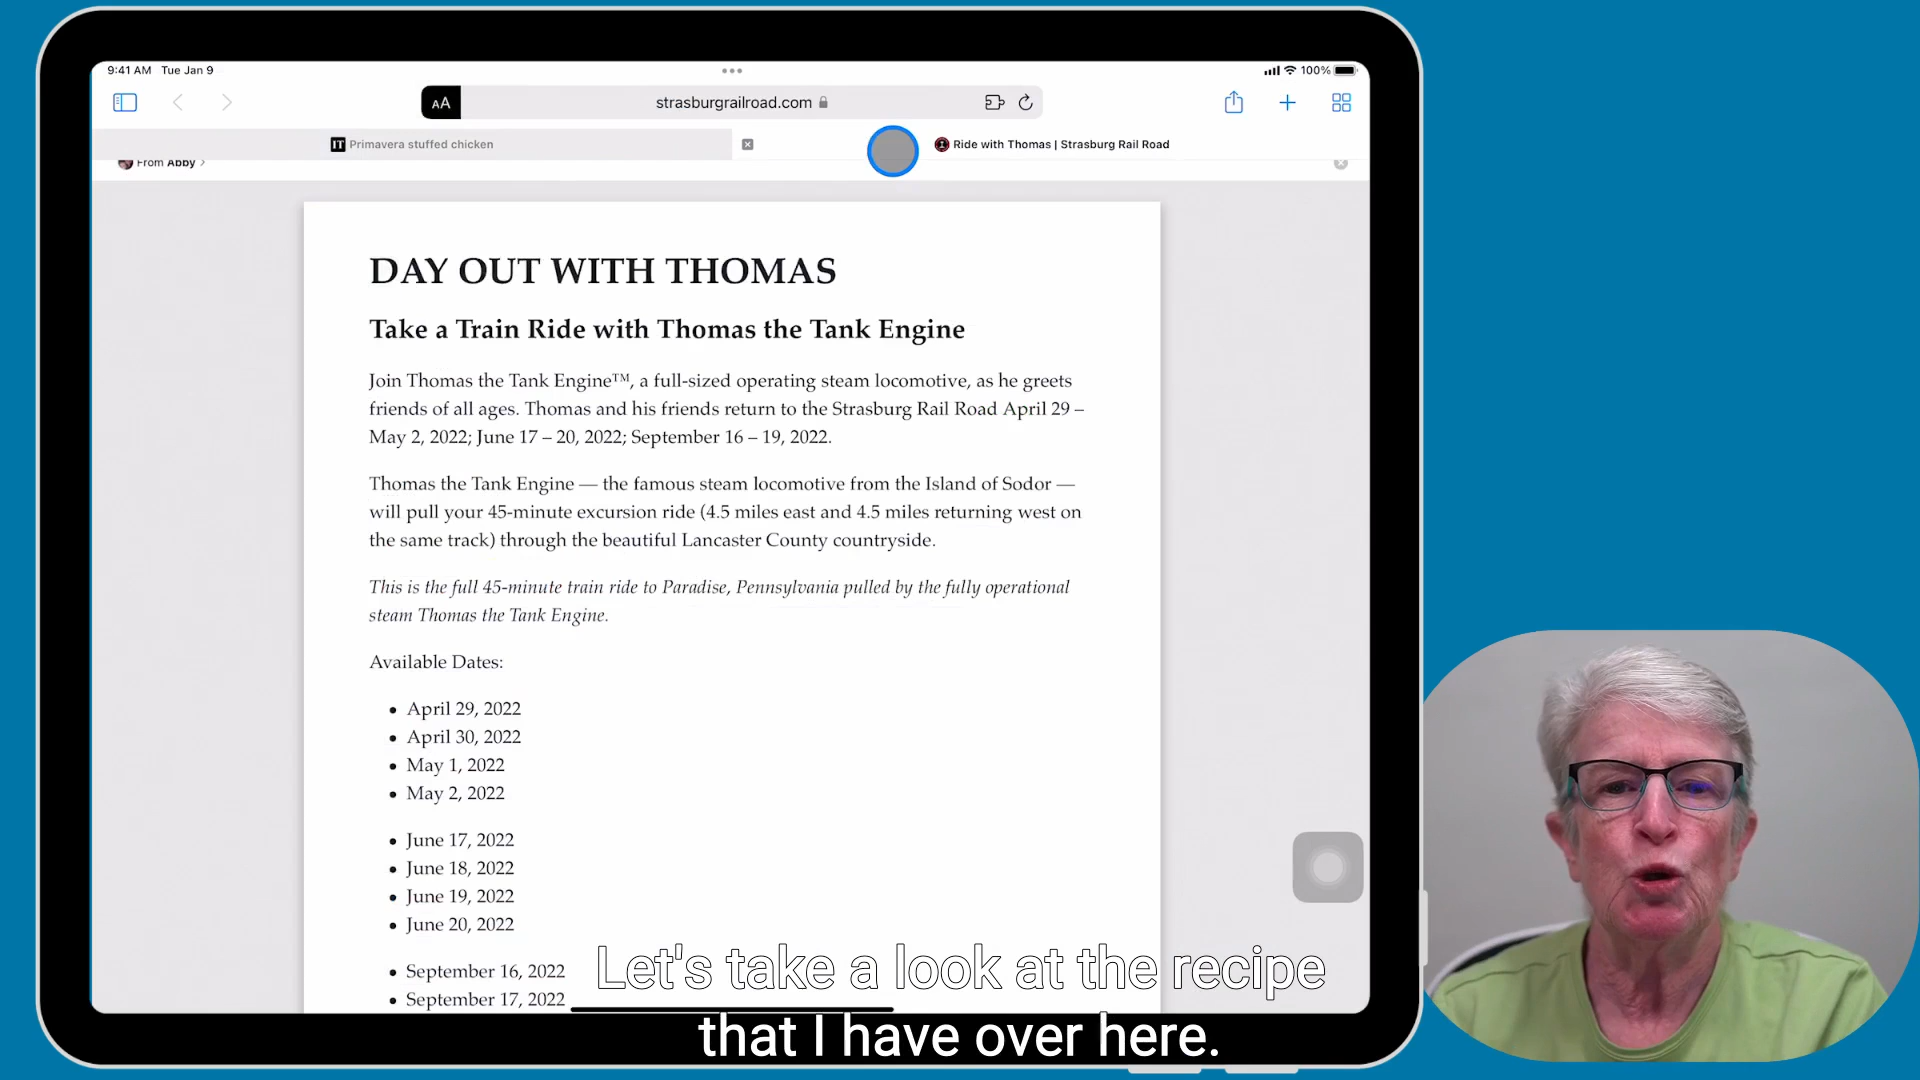 9:41 AM Tue Jan 9
100%
AA
strasburgrailroad.com
IT Primavera stuffed chicken
Ride with Thomas | Strasburg Rail Road
From Abby >
DAY OUT WITH THOMAS
Take a Train Ride with Thomas the Tank Engine
Join Thomas the Tank Engine™, a full-sized operating steam locomotive, as he greets
friends of all ages. Thomas and his friends return to the Strasburg Rail Road April 29 –
May 2, 2022; June 17 – 20, 2022; September 16 – 19, 2022.
Thomas the Tank Engine — the famous steam locomotive from the Island of Sodor —
will pull your 45-minute excursion ride (4.5 miles east and 4.5 miles returning west on
the same track) through the beautiful Lancaster County countryside.
This is the full 45-minute train ride to Paradise, Pennsylvania pulled by the fully operational
steam Thomas the Tank Engine.
Available Dates:
• April 29, 2022
• April 30, 2022
• May 1, 2022
• May 2, 2022
• June 17, 2022
• June 18, 2022
• June 19, 2022
• June 20, 2022
• September 16, 2022
• September 17, 2022
Let's take a look at the recipe
that I have over here.